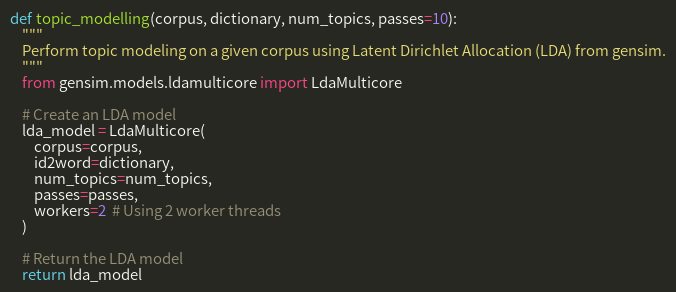 def topic_modelling(corpus, dictionary, num_topics, passes=10):
"""
Perform topic modeling on a given corpus using Latent Dirichlet Allocation (LDA) from gensim.
"""
from gensim.models.ldamulticore import LdaMulticore
# Create an LDA model
lda_model = LdaMulticore(
corpus=corpus,
id2word=dictionary,
num_topics=num_topics,
passes=passes,
workers=2 # Using 2 worker threads
)
# Return the LDA model
return lda_model